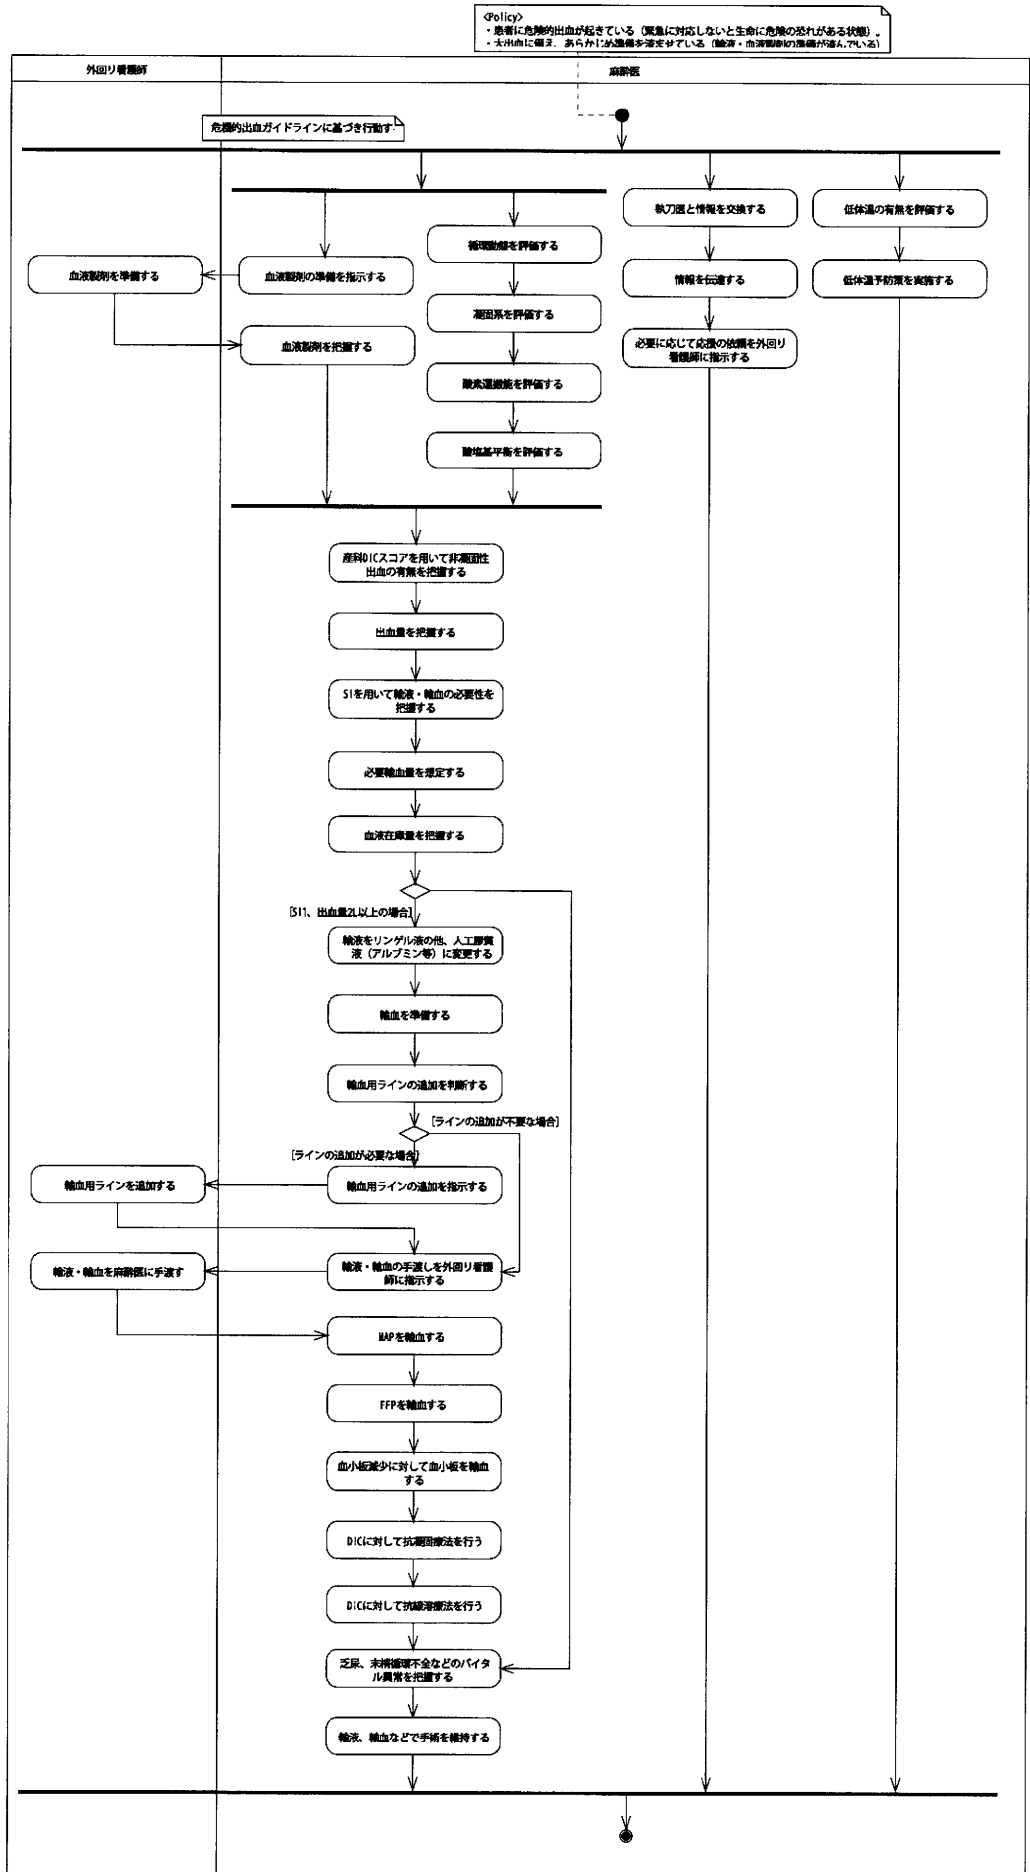 <Policy>
・患者に危険的出血が起きている（緊急に対応しないと生命に危険の恐れがある状態）。
・大出血に備え、あらかじめ準備を済ませている（輸液・血液製剤の準備が済んでいる）
外回り看護師
麻酔医
危機的出血ガイドラインに基づき行動す
執刀医と情報を交換する
低体温の有無を評価する
循環動態を評価する
血液製剤を準備する
血液製剤の準備を指示する
情報を伝達する
低体温予防策を実施する
凝固系を評価する
血液製剤を把握する
必要に応じて応援の依頼を外回り
看護師に指示する
酸素運搬能を評価する
酸塩基平衡を評価する
産科DICスコアを用いて非凝固性
出血の有無を把握する
出血量を把握する
SIを用いて輸液・輸血の必要性を
把握する
必要輸血量を想定する
血液在庫量を把握する
[SI1、出血量2L以上の場合]
輸液をリンゲル液の他、人工膠質
液（アルブミン等）に変更する
輸血を準備する
輸血用ラインの追加を判断する
[ラインの追加が不要な場合]
[ラインの追加が必要な場合]
輸血用ラインを追加する
輸血用ラインの追加を指示する
輸液・輸血を麻酔医に手渡す
輸液・輸血の手渡しを外回り看護
師に指示する
MAPを輸血する
FFPを輸血する
血小板減少に対して血小板を輸血
する
DICに対して抗凝固療法を行う
DICに対して抗線溶療法を行う
乏尿、末梢循環不全などのバイタ
ル異常を把握する
輸液、輸血などで手術を維持する